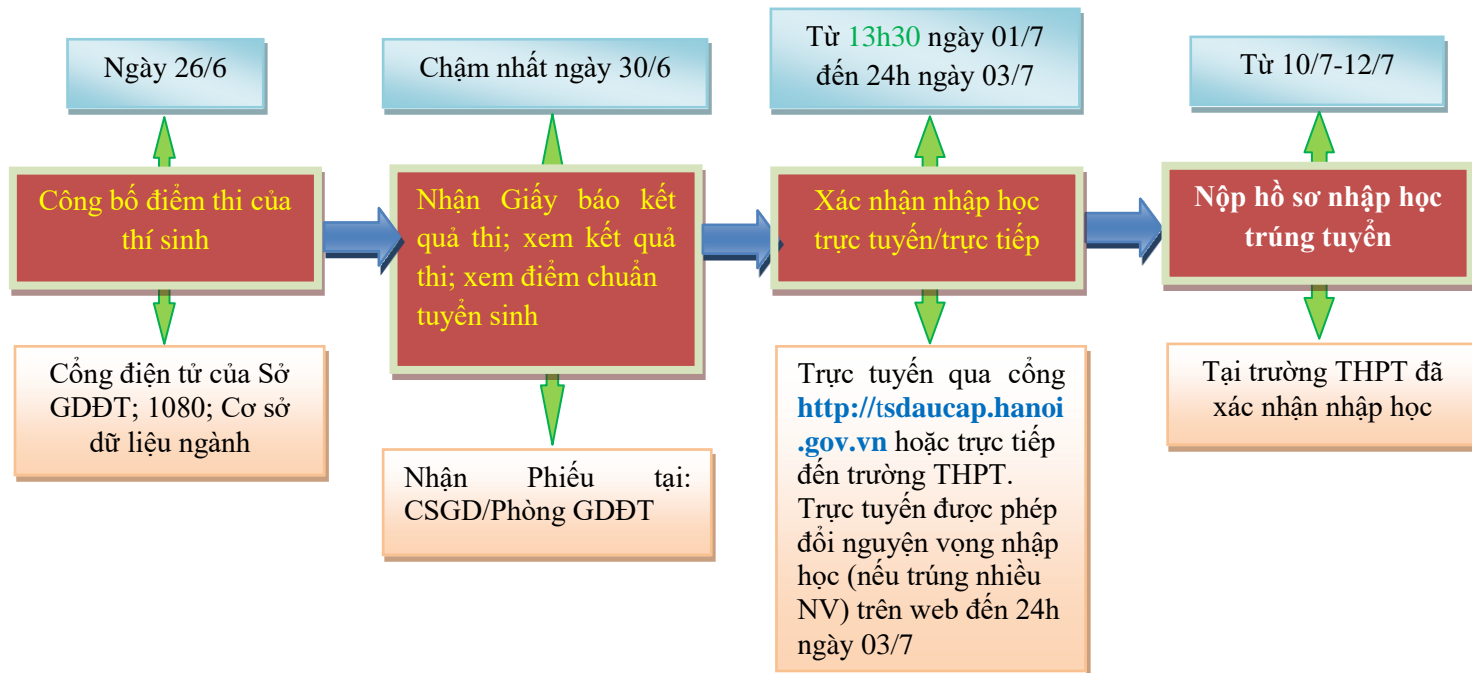 Ngày 26/6
Chậm nhất ngày 30/6
Từ 13h30 ngày 01/7
đến 24h ngày 03/7
Từ 10/7-12/7
Công bố điểm thi của
thí sinh
Nhận Giấy báo kết
quả thi; xem kết quả
thi; xem điểm chuẩn
tuyển sinh
Xác nhận nhập học
trực tuyến/trực tiếp
Nộp hồ sơ nhập học
trúng tuyển
Cổng điện tử của Sở
GDĐT; 1080; Cơ sở
dữ liệu ngành
Nhận Phiếu tại:
CSGD/Phòng GDĐT
Trực tuyến qua cổng
http://tsdaucap.hanoi
.gov.vn hoặc trực tiếp
đến trường THPT.
Trực tuyến được phép
đổi nguyện vọng nhập
học (nếu trúng nhiều
NV) trên web đến 24h
ngày 03/7
Tại trường THPT đã
xác nhận nhập học